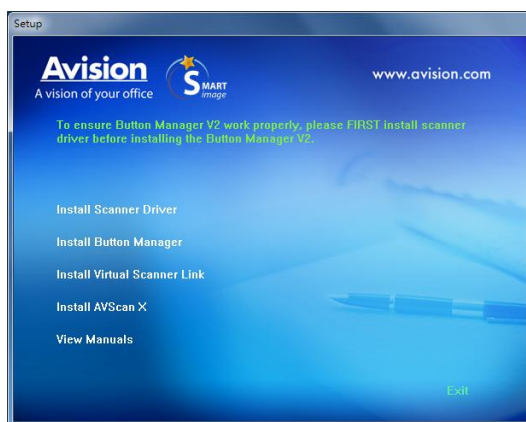 Setup
Avision
A vision of your office
SMART
image
www.avision.com
To ensure Button Manager V2 work properly, please FIRST install scanner
driver before installing the Button Manager V2.
Install Scanner Driver
Install Button Manager
Install Virtual Scanner Link
Install AVScan X
View Manuals
Exit